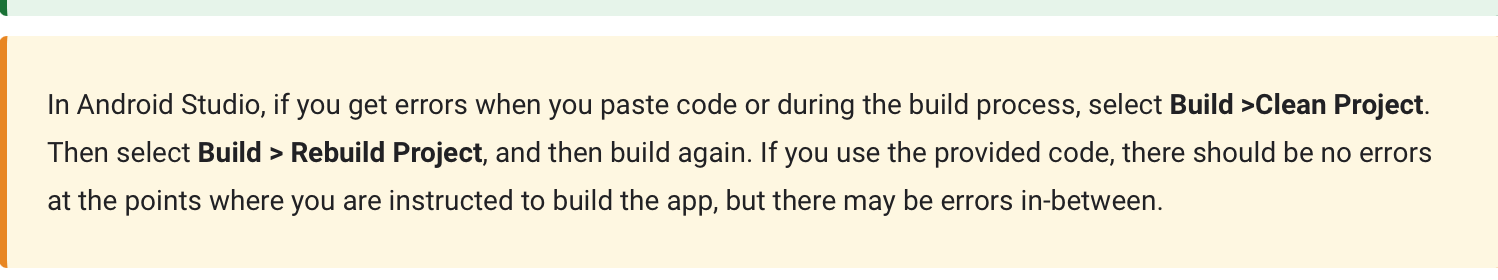 In Android Studio, if you get errors when you paste code or during the build process, select Build >Clean Project.
Then select Build > Rebuild Project, and then build again. If you use the provided code, there should be no errors
at the points where you are instructed to build the app, but there may be errors in-between.